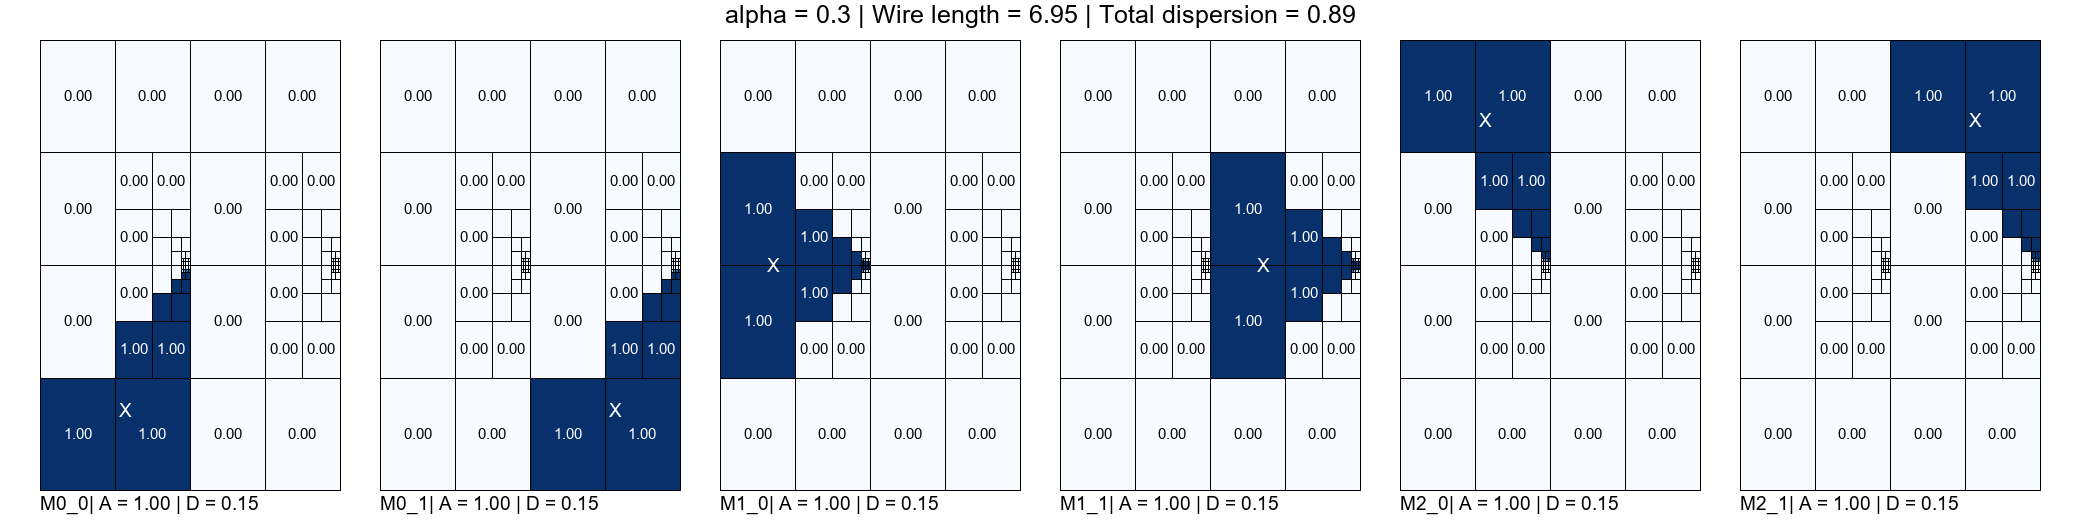 alpha = 0.3 | Wire length = 6.95 | Total dispersion = 0.89
0.00 0.00 0.00 0.00 0.00 0.00 0.00 0.00 0.00 0.00 0.00 0.00 0.00 0.00 0.00 0.00 1.00 1.00 0.00 0.00 0.00 0.00 1.00 1.00
X X
0.00 0.00 0.00 0.00 0.00 0.00 0.00 0.00 0.00 0.00 0.00 0.00 0.00 0.00 0.00 0.00 1.00 1.00 0.00 0.00 0.00 0.00 1.00 1.00
0.00 0.00 0.00 0.00 1.00 0.00 0.00 1.00 0.00 0.00 0.00 0.00
0.00 0.00 0.00 0.00 1.00 0.00 0.00 1.00 0.00 0.00 0.00 0.00
X X
0.00 0.00 0.00 0.00 1.00 0.00 0.00 1.00 0.00 0.00 0.00 0.00
0.00 0.00 0.00 0.00 1.00 0.00 0.00 1.00 0.00 0.00 0.00 0.00
1.00 1.00 0.00 0.00 0.00 0.00 1.00 1.00 0.00 0.00 0.00 0.00 0.00 0.00 0.00 0.00 0.00 0.00 0.00 0.00 0.00 0.00 0.00 0.00
X X
1.00 1.00 0.00 0.00 0.00 0.00 1.00 1.00 0.00 0.00 0.00 0.00 0.00 0.00 0.00 0.00 0.00 0.00 0.00 0.00 0.00 0.00 0.00 0.00
M0_0| A = 1.00 | D = 0.15 M0_1| A = 1.00 | D = 0.15 M1_0| A = 1.00 | D = 0.15 M1_1| A = 1.00 | D = 0.15 M2_0| A = 1.00 | D = 0.15 M2_1| A = 1.00 | D = 0.15